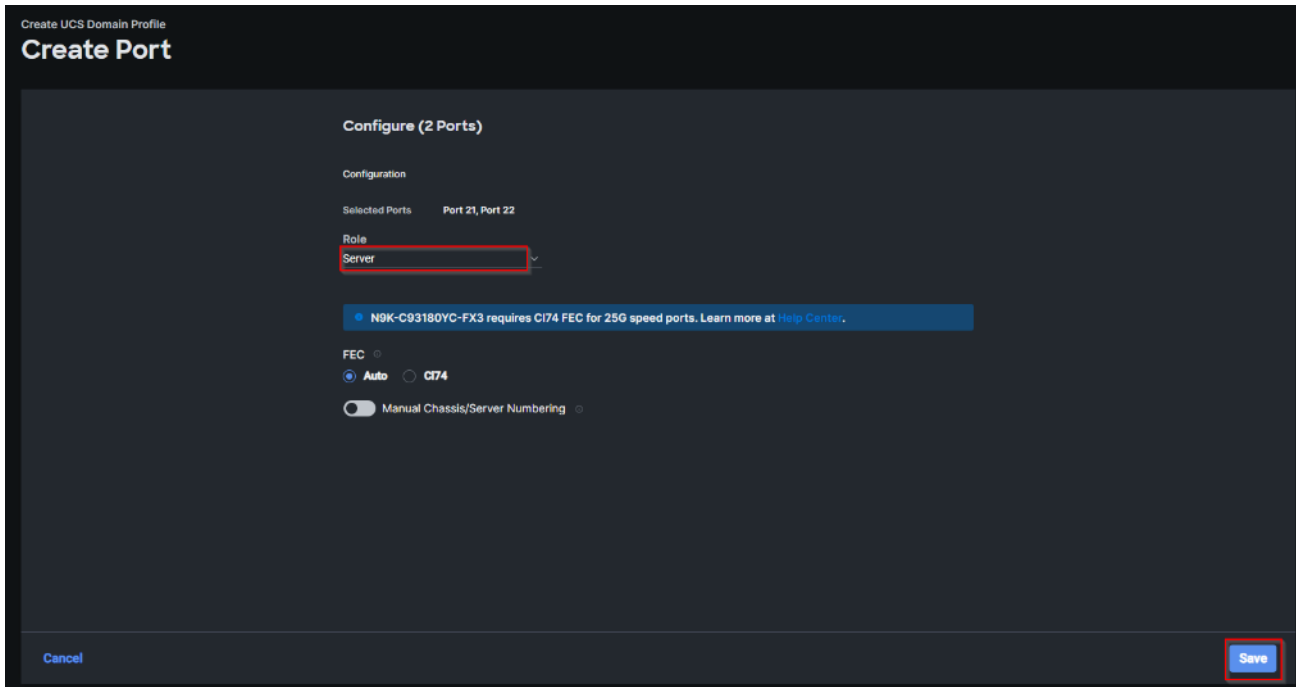 Create UCS Domain Profile
Create Port
Configure (2 Ports)
Configuration
Selected Ports Port 21, Port 22
Role
Server
N9K-C93180YC-FX3 requires Cl74 FEC for 25G speed ports. Learn more at Help Center.
FEC
Auto Cl74
Manual Chassis/Server Numbering
Cancel Save